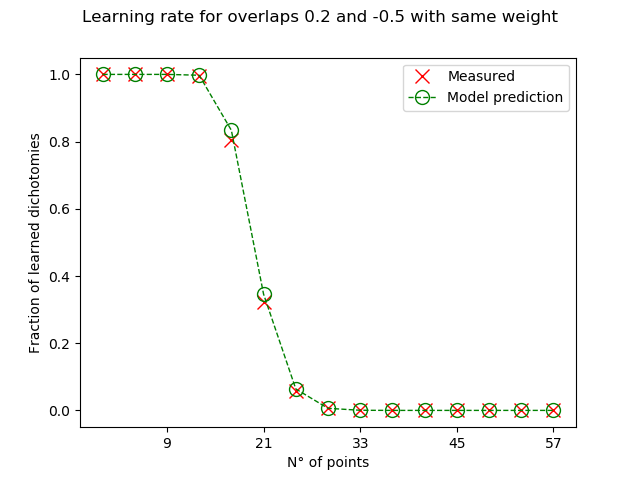 Learning rate for overlaps 0.2 and -0.5 with same weight
Measured
Model prediction
Fraction of learned dichotomies
1.0
0.8
0.6
0.4
0.2
0.0
9 21 33 45 57
N° of points